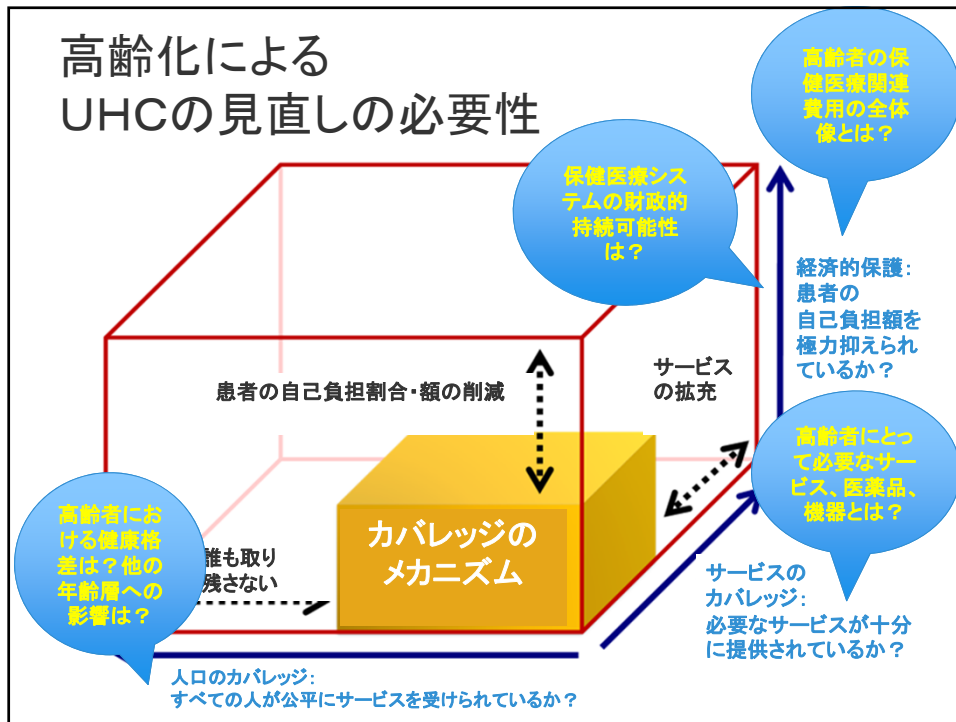 高齢化による
UHCの見直しの必要性
高齢者の保
健医療関連
費用の全体
像とは？
保健医療シス
テムの財政的
持続可能性
は？
経済的保護：
患者の
自己負担額を
極力抑えられ
ているか？
患者の自己負担割合・額の削減
サービス
の拡充
高齢者にとっ
て必要なサー
ビス、医薬品、
機器とは？
カバレッジの
メカニズム
高齢者にお
ける健康格
差は？他の
年齢層への
影響は？
誰も取り
残さない
サービスの
カバレッジ：
必要なサービスが十分
に提供されているか？
人口のカバレッジ：
すべての人が公平にサービスを受けられているか？